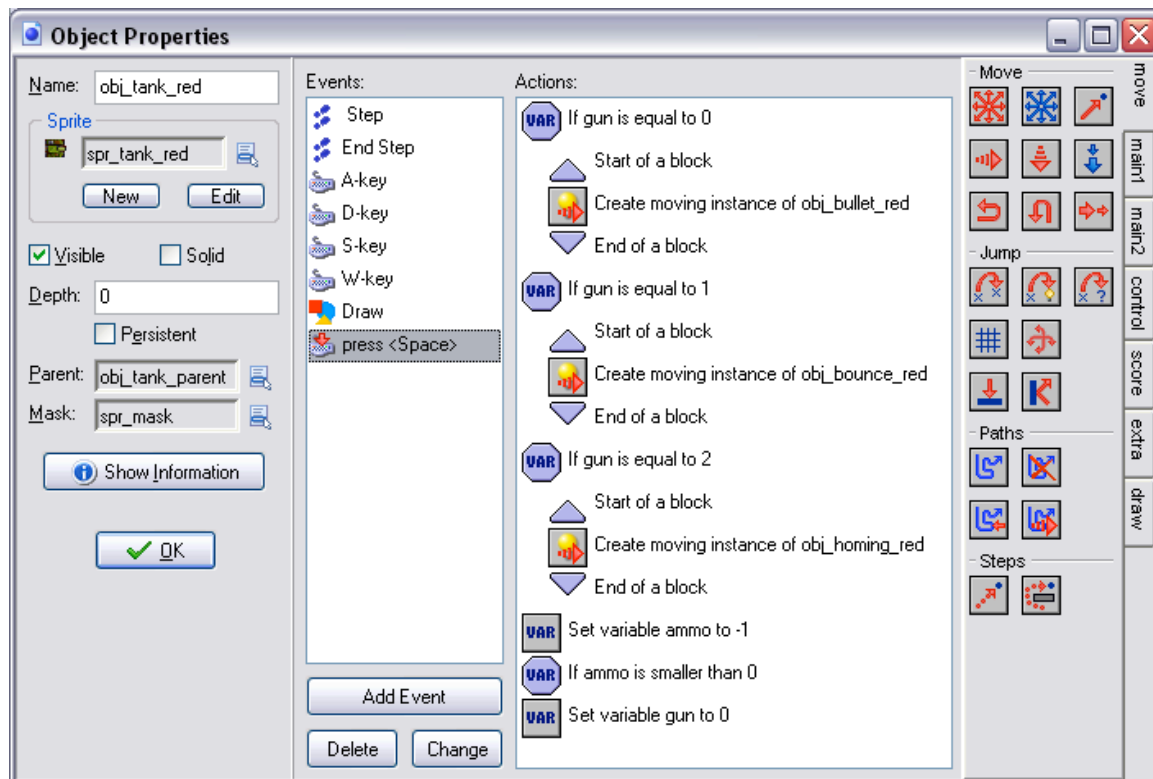 Object Properties
Name: obj_tank_red
Sprite
spr_tank_red
New Edit
Visible Solid
Depth: 0
Persistent
Parent: obj_tank_parent
Mask: spr_mask
Show Information
OK
Events:
Step
End Step
A-key
D-key
S-key
W-key
Draw
press <Space>
Add Event
Delete Change
Actions:
VAR If gun is equal to 0
Start of a block
Create moving instance of obj_bullet_red
End of a block
VAR If gun is equal to 1
Start of a block
Create moving instance of obj_bounce_red
End of a block
VAR If gun is equal to 2
Start of a block
Create moving instance of obj_homing_red
End of a block
VAR Set variable ammo to -1
VAR If ammo is smaller than 0
VAR Set variable gun to 0
Move
Jump
Paths
Steps
move
main1
main2
control
score
extra
draw